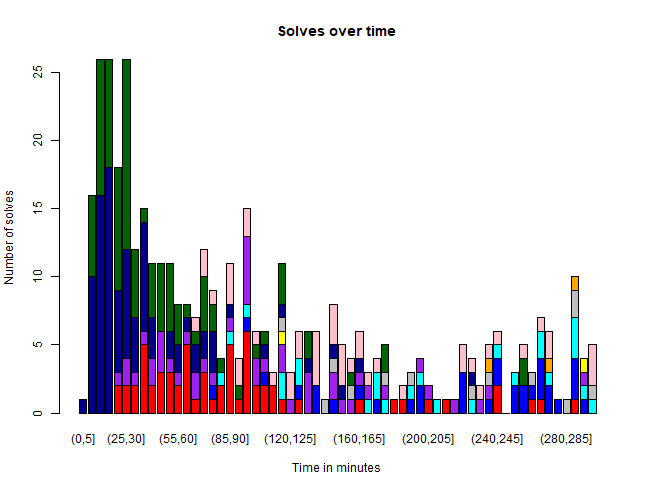 Solves over time
Number of solves
25
20
15
10
5
0
(0,5] (25,30] (55,60] (85,90] (120,125] (160,165] (200,205] (240,245] (280,285]
Time in minutes